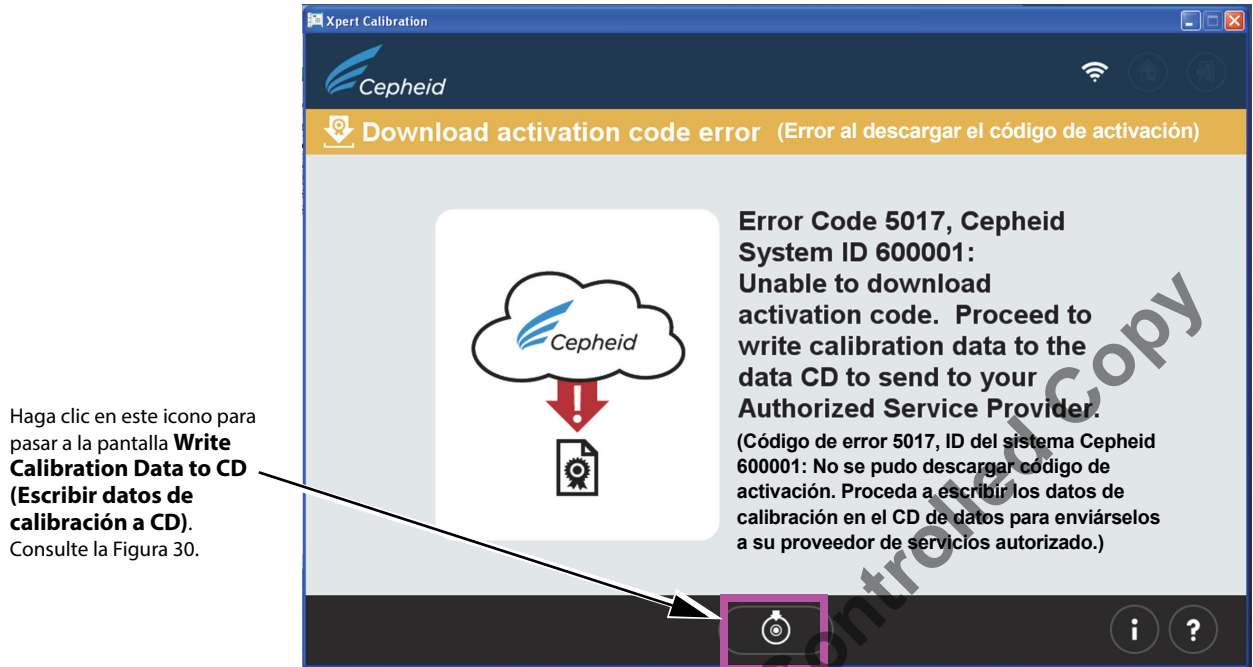 Xpert Calibration
Cepheid
Download activation code error (Error al descargar el código de activación)
Cepheid
Error Code 5017, Cepheid
System ID 600001:
Unable to download
activation code. Proceed to
write calibration data to the
data CD to send to your
Authorized Service Provider.
(Código de error 5017, ID del sistema Cepheid
600001: No se pudo descargar código de
activación. Proceda a escribir los datos de
calibración en el CD de datos para enviárselos
a su proveedor de servicios autorizado.)
Haga clic en este icono para
pasar a la pantalla Write
Calibration Data to CD
(Escribir datos de
calibración a CD).
Consulte la Figura 30.
i ?
Controlled Copy